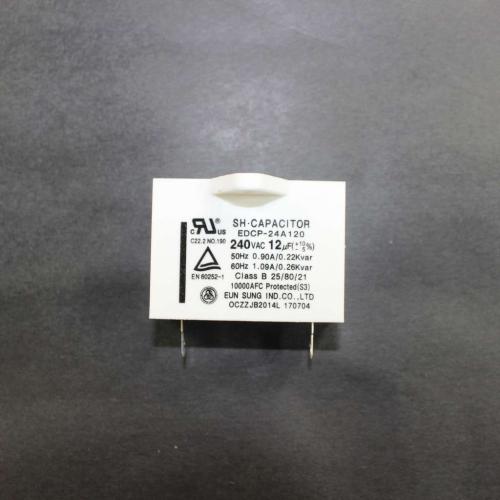 SH·CAPACITOR
EDCP-24A120
240VAC 12μF(+10/-5%)
50Hz 0.90A/0.22Kvar
60Hz 1.09A/0.26Kvar
Class B 25/80/21
10000AFC Protected(S3)
EUN SUNG IND.CO.,LTD
OCZZJB2014L 170704
c RU US
C22.2 NO.190
EN 60252-1